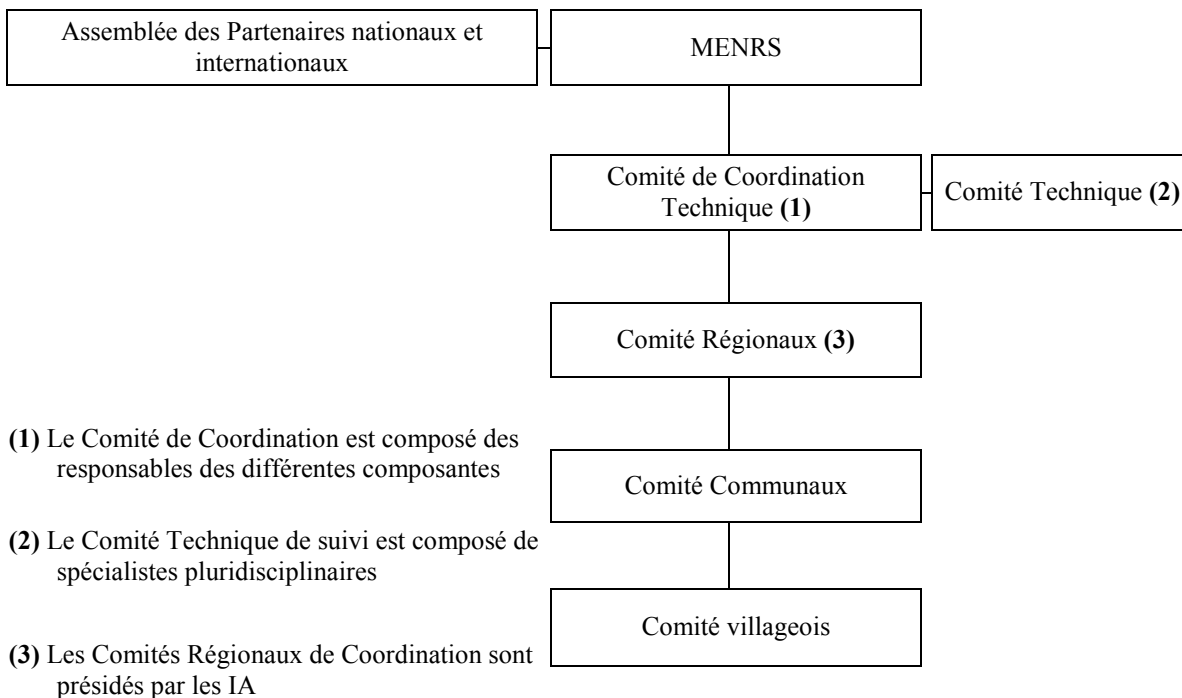 Assemblée des Partenaires nationaux et
internationaux
MENRS
Comité de Coordination
Technique (1)
Comité Technique (2)
Comité Régionaux (3)
Comité Communaux
Comité villageois
(1) Le Comité de Coordination est composé des
responsables des différentes composantes
(2) Le Comité Technique de suivi est composé de
spécialistes pluridisciplinaires
(3) Les Comités Régionaux de Coordination sont
présidés par les IA